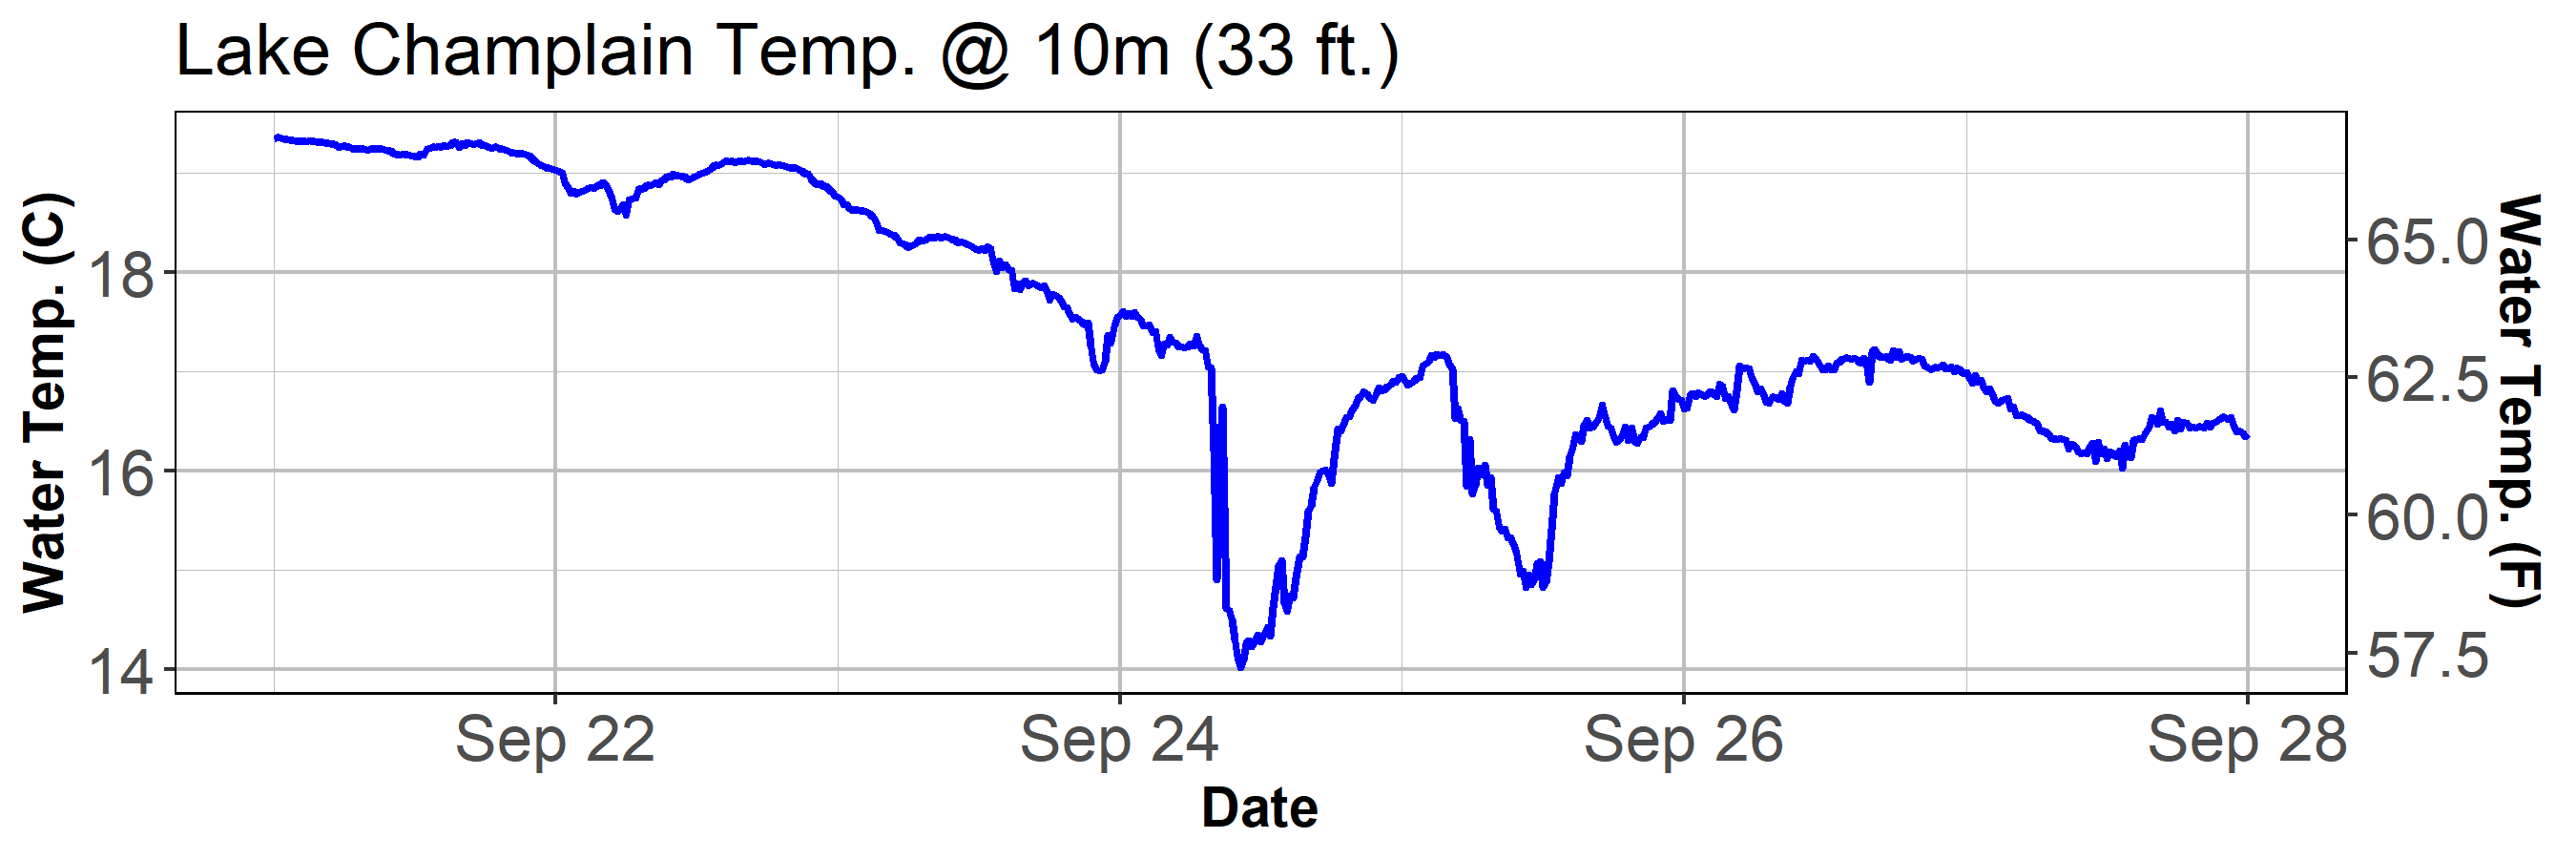 Lake Champlain Temp. @ 10m (33 ft.)
Water Temp. (C)
18
16
14
65.0
62.5
60.0
57.5
Water Temp. (F)
Sep 22
Sep 24
Sep 26
Sep 28
Date